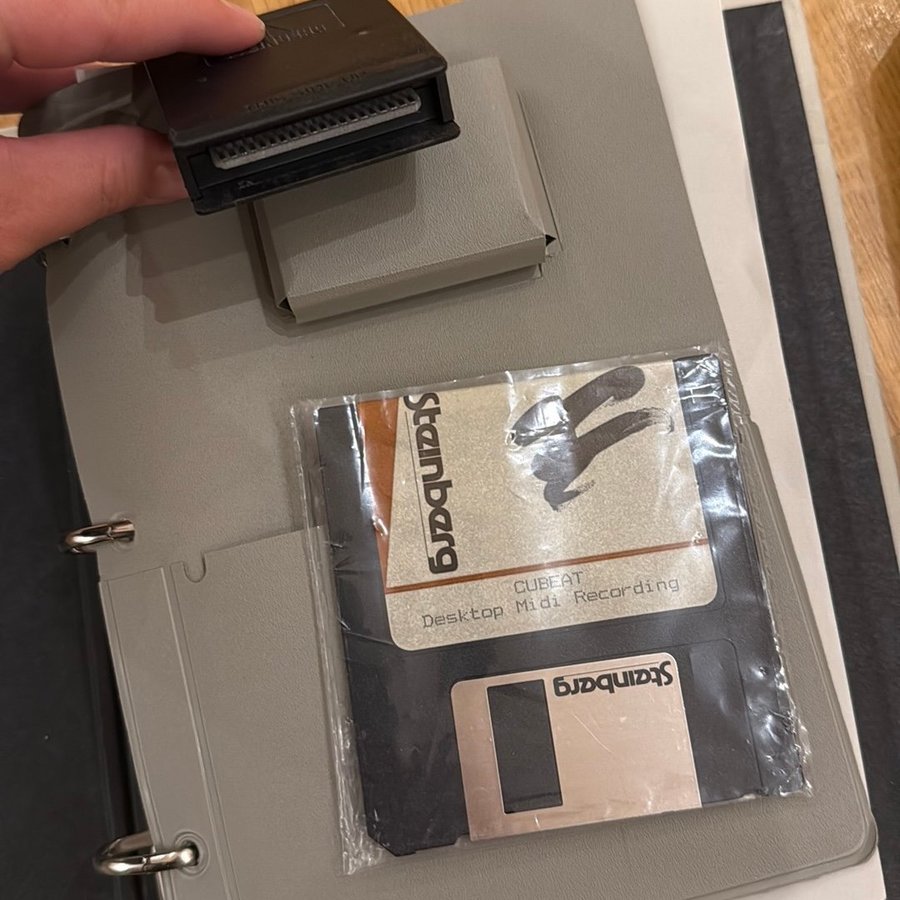 Steinberg
CUBEAT
Desktop Midi Recording
Steinberg